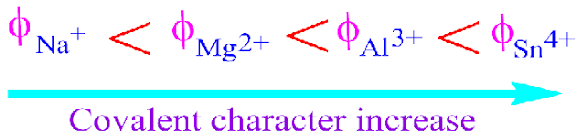 ϕNa⁺ < ϕMg²⁺ < ϕAl³⁺ < ϕSn⁴⁺
Covalent character increase